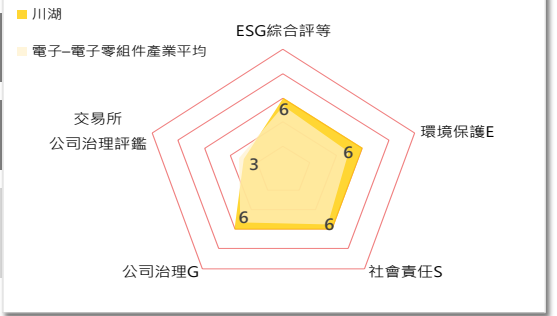 川湖
電子–電子零組件產業平均
ESG綜合評等
6
環境保護E
6
交易所
公司治理評鑑
3
6
6
公司治理G
社會責任S